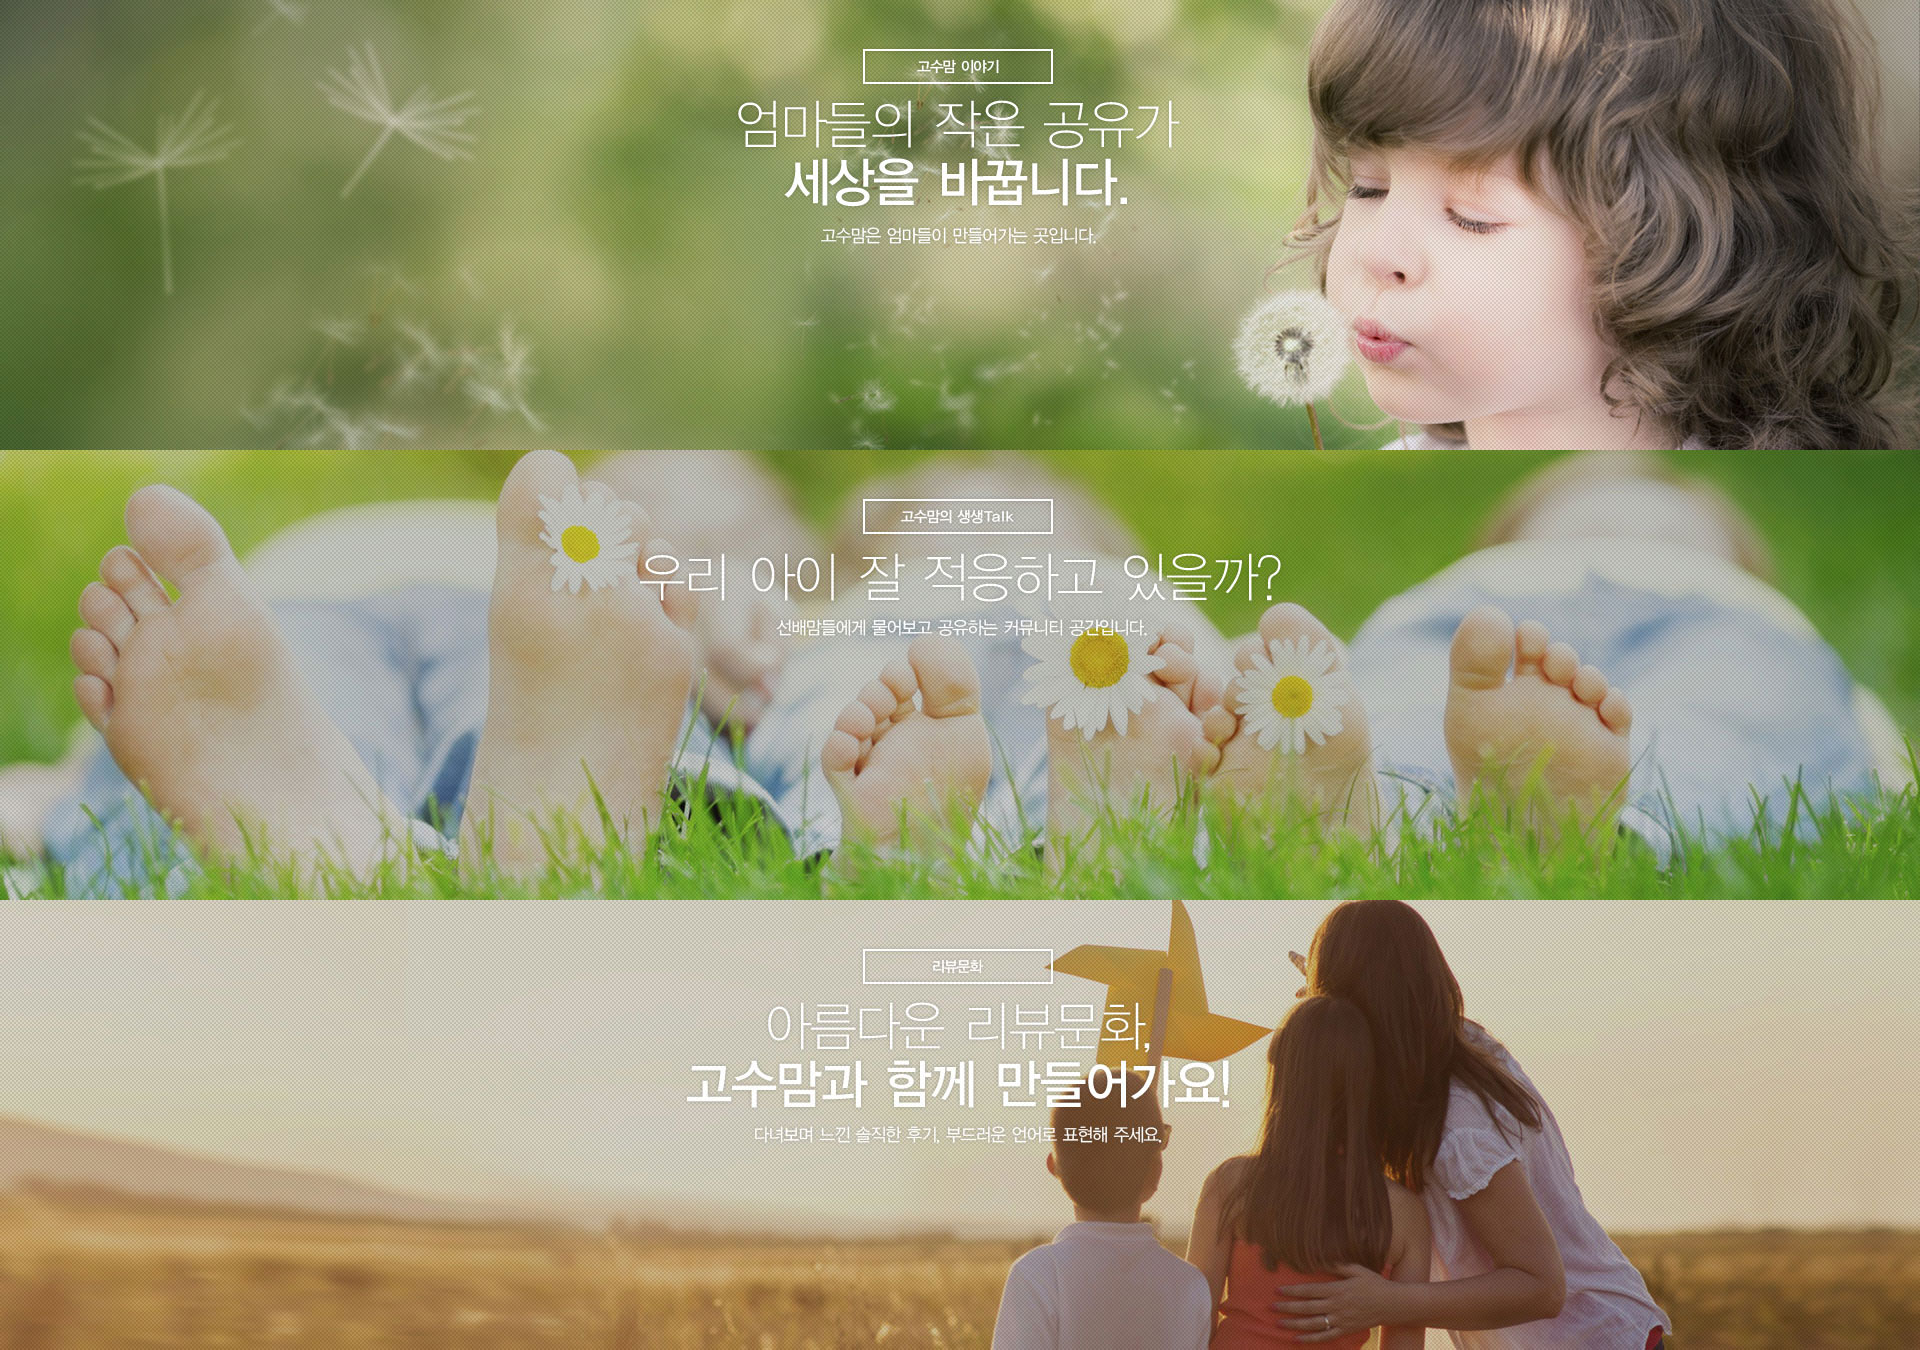 고수맘 이야기
엄마들의 작은 공유가
세상을 바꿉니다.
고수맘은 엄마들이 만들어가는 곳입니다.
고수맘의 생생Talk
우리 아이 잘 적응하고 있을까?
선배맘들에게 물어보고 공유하는 커뮤니티 공간입니다.
리뷰문화
아름다운 리뷰문화,
고수맘과 함께 만들어가요!
다녀보며 느낀 솔직한 후기, 부드러운 언어로 표현해 주세요.